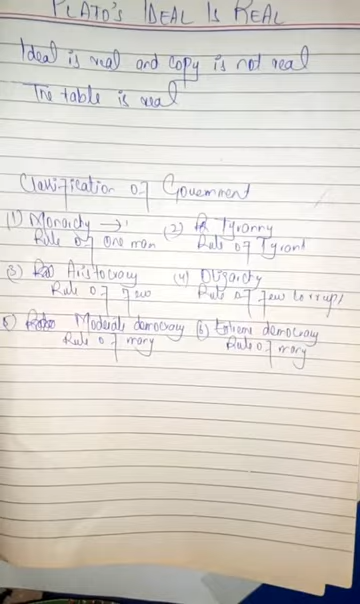 PLATO'S IDEAL IS REAL
Ideal is real and copy is not real
The table is real
Classification of Government
(1) Monarchy → (2) Tyranny
Rule of one man Rule of Tyrant
(3) Aristocracy (4) Oligarchy
Rule of few Rule of few corrupt
5) Moderate democracy (6) Extreme democracy
Rule of many Rule of many